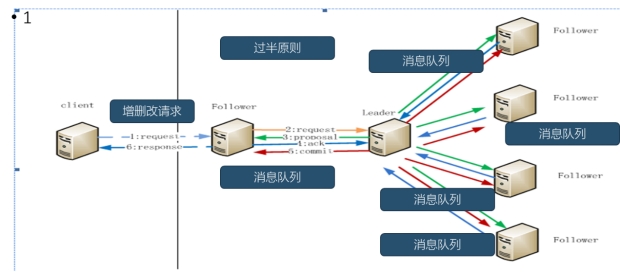 1
过半原则
消息队列
Follower
client
增删改请求
Follower
Leader
Follower
1:request
2:request
3:proposal
4:ack
5:commit
6:response
消息队列
消息队列
Follower
消息队列
消息队列
Follower